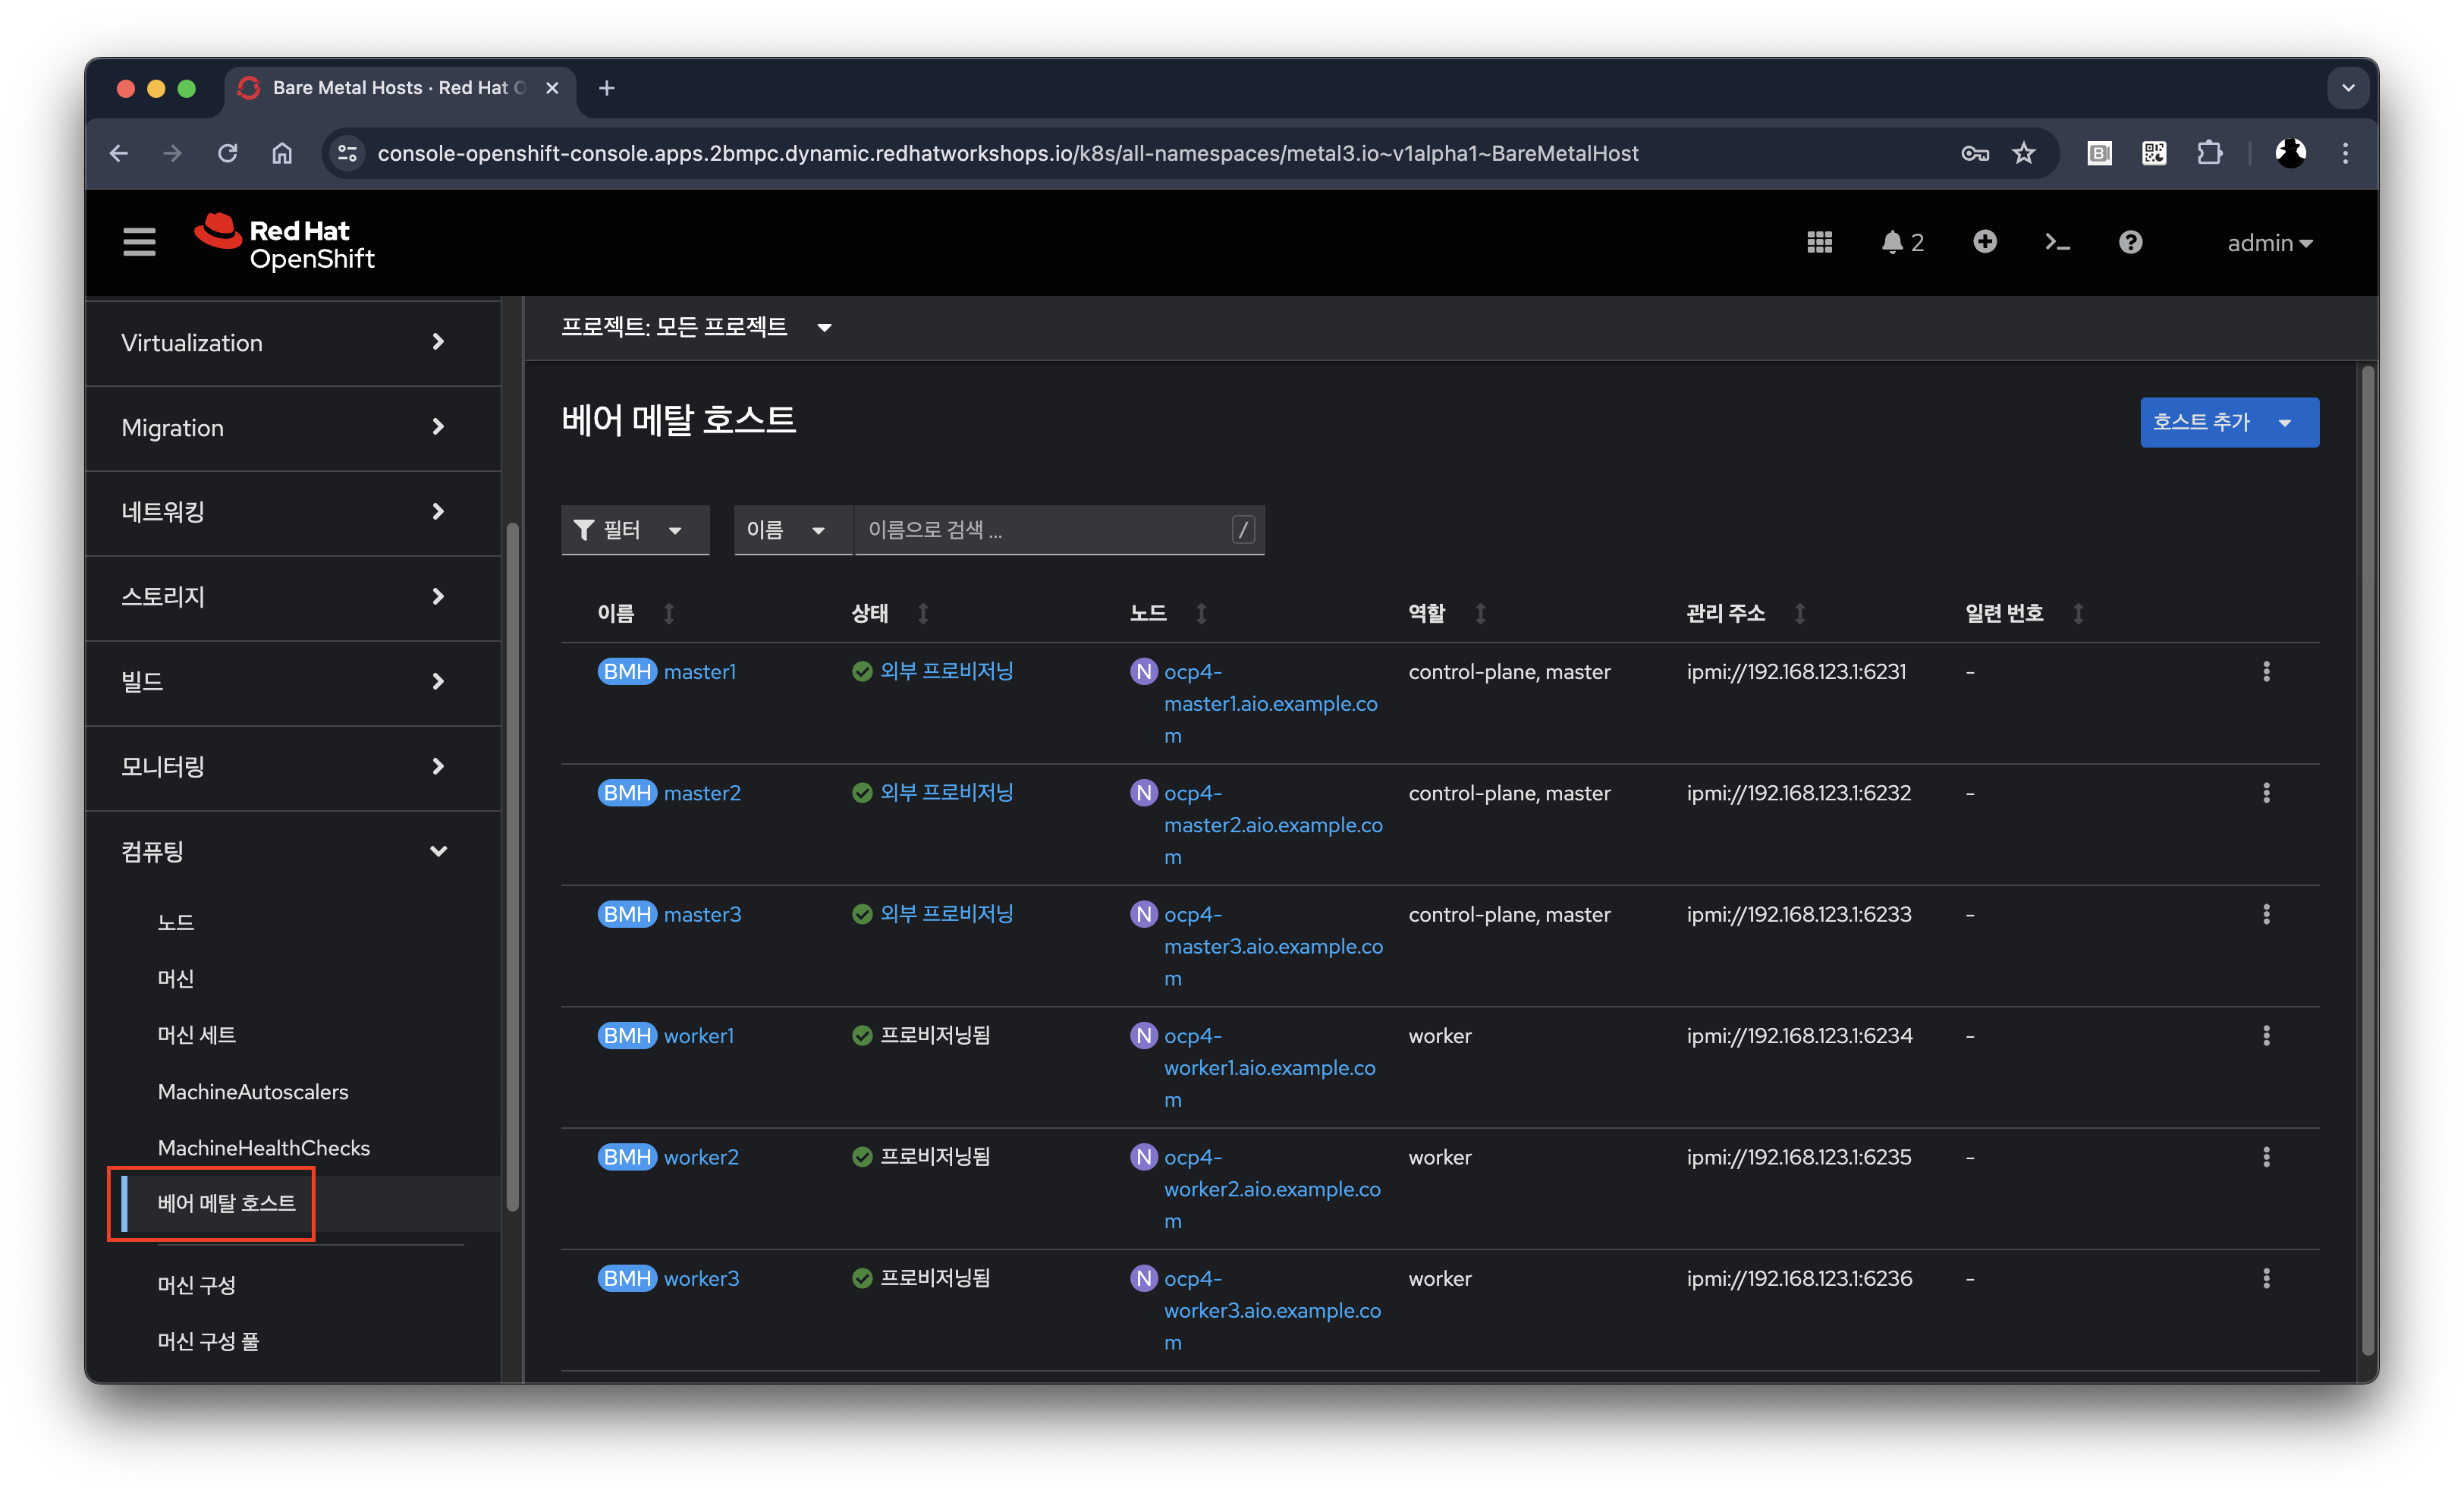 Bare Metal Hosts · Red Hat O
console-openshift-console.apps.2bmpc.dynamic.redhatworkshops.io/k8s/all-namespaces/metal3.io~v1alpha1~BareMetalHost
Red Hat
OpenShift
2
admin
Virtualization
Migration
네트워킹
스토리지
빌드
모니터링
컴퓨팅
노드
머신
머신 세트
MachineAutoscalers
MachineHealthChecks
베어 메탈 호스트
머신 구성
머신 구성 풀
프로젝트: 모든 프로젝트
베어 메탈 호스트
호스트 추가
필터 이름 이름으로 검색 ... /
이름 상태 노드 역할 관리 주소 일련 번호
BMH master1 외부 프로비저닝 N ocp4- control-plane, master ipmi://192.168.123.1:6231 -
master1.aio.example.co
m
BMH master2 외부 프로비저닝 N ocp4- control-plane, master ipmi://192.168.123.1:6232 -
master2.aio.example.co
m
BMH master3 외부 프로비저닝 N ocp4- control-plane, master ipmi://192.168.123.1:6233 -
master3.aio.example.co
m
BMH worker1 프로비저닝됨 N ocp4- worker ipmi://192.168.123.1:6234 -
worker1.aio.example.co
m
BMH worker2 프로비저닝됨 N ocp4- worker ipmi://192.168.123.1:6235 -
worker2.aio.example.co
m
BMH worker3 프로비저닝됨 N ocp4- worker ipmi://192.168.123.1:6236 -
worker3.aio.example.co
m